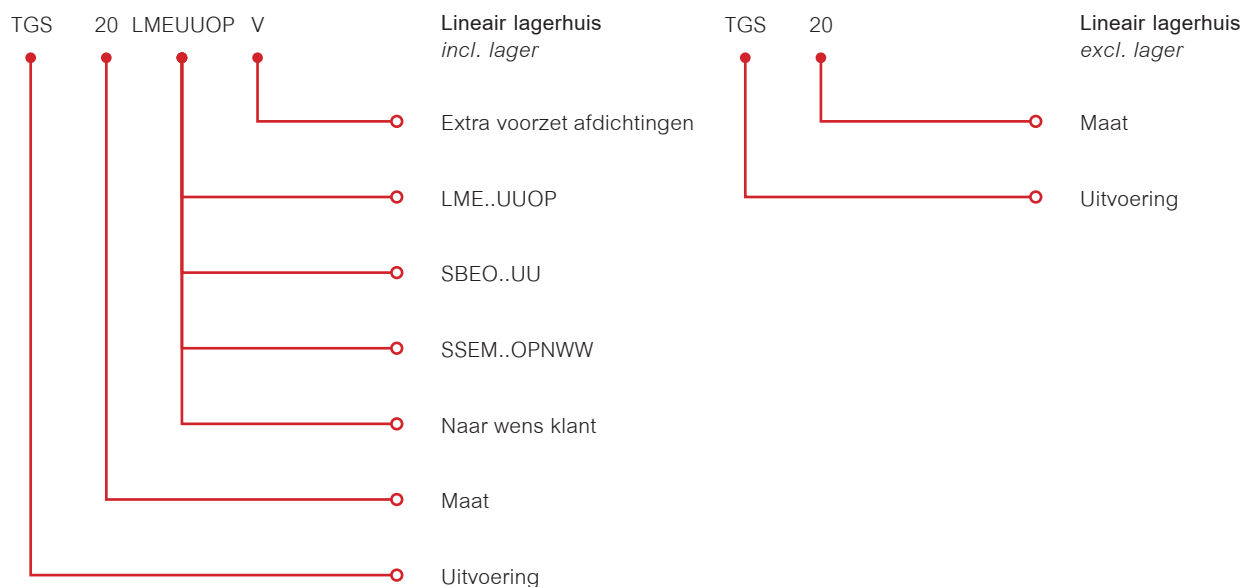 TGS 20 LMEUUOP V
Lineair lagerhuis
incl. lager
Extra voorzet afdichtingen
LME..UUOP
SBEO..UU
SSEM..OPNWW
Naar wens klant
Maat
Uitvoering
TGS 20
Lineair lagerhuis
excl. lager
Maat
Uitvoering